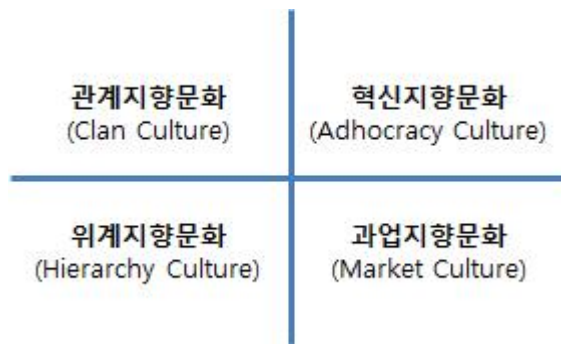 관계지향문화
(Clan Culture)
혁신지향문화
(Adhocracy Culture)
위계지향문화
(Hierarchy Culture)
과업지향문화
(Market Culture)